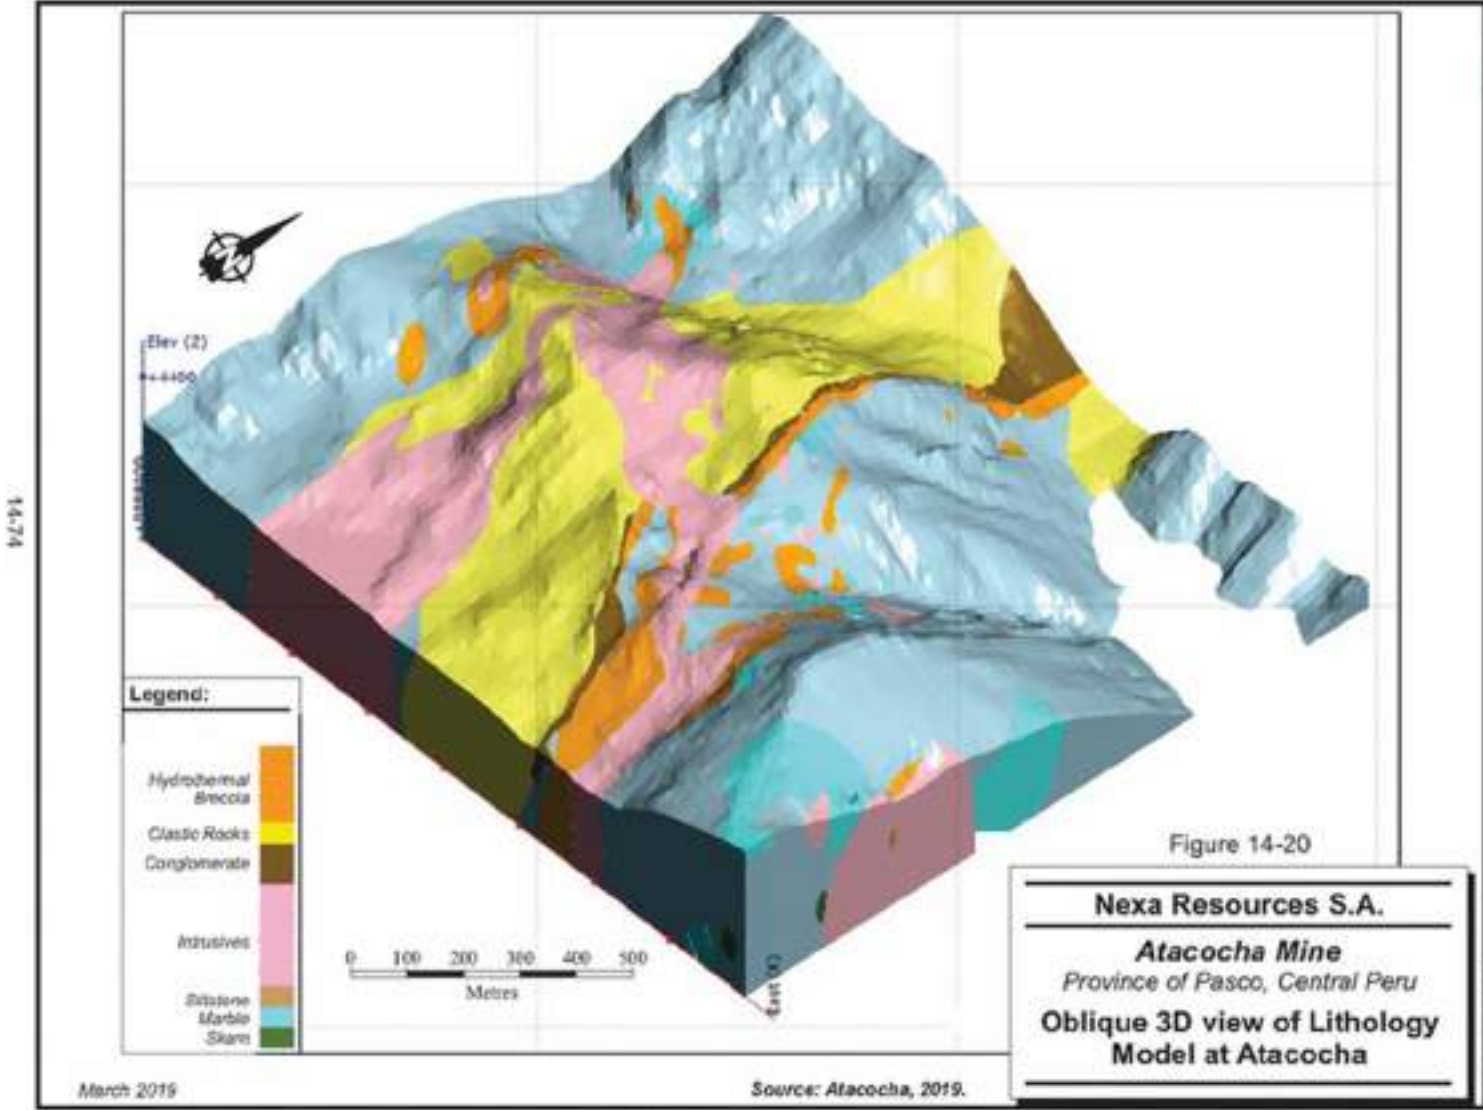 14-74
Elev (Z)
Legend:
Hydrothermal
Breccia
Clastic Rocks
Conglomerate
Intrusives
Siltstone
Marble
Skarn
0 100 200 300 400 500
Metres
Figure 14-20
Nexa Resources S.A.
Atacocha Mine
Province of Pasco, Central Peru
Oblique 3D view of Lithology
Model at Atacocha
March 2019
Source: Atacocha, 2019.